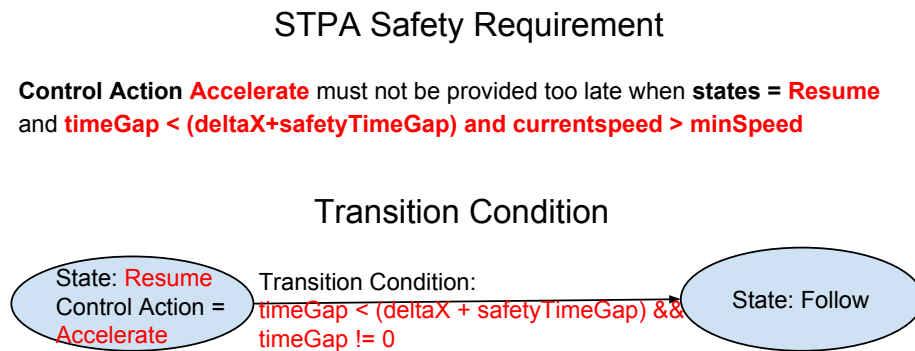 STPA Safety Requirement
Control Action Accelerate must not be provided too late when states = Resume
and timeGap < (deltaX+safetyTimeGap) and currentspeed > minSpeed
Transition Condition
State: Resume
Control Action =
Accelerate
Transition Condition:
timeGap < (deltaX + safetyTimeGap) &&
timeGap != 0
State: Follow